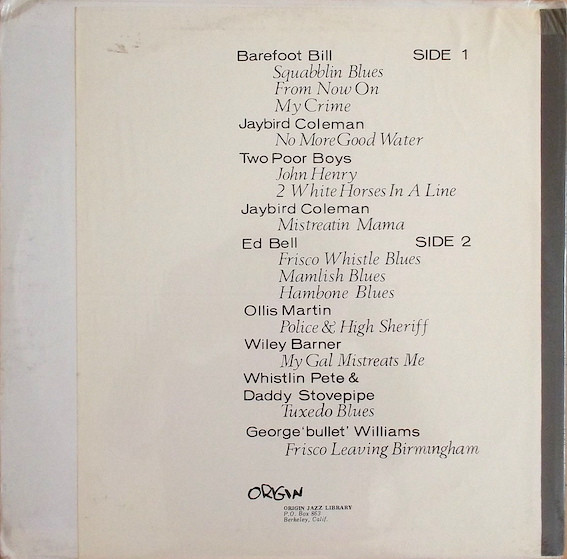 Barefoot Bill SIDE 1
Squabblin Blues
From Now On
My Crime
Jaybird Coleman
No More Good Water
Two Poor Boys
John Henry
2 White Horses In A Line
Jaybird Coleman
Mistreatin Mama
Ed Bell SIDE 2
Frisco Whistle Blues
Mamlish Blues
Hambone Blues
Ollis Martin
Police & High Sheriff
Wiley Barner
My Gal Mistreats Me
Whistlin Pete &
Daddy Stovepipe
Tuxedo Blues
George 'bullet' Williams
Frisco Leaving Birmingham
ORIGIN
ORIGIN JAZZ LIBRARY
P.O. Box 863
Berkeley, Calif.